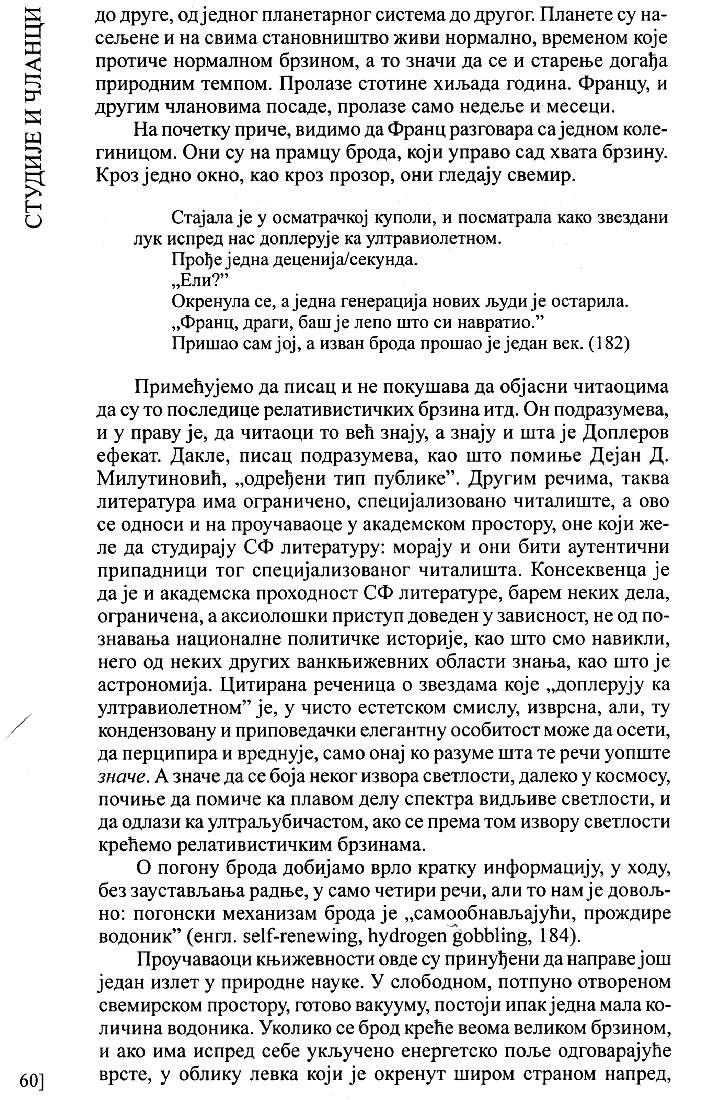 СТУДИЈЕ И ЧЛАНЦИ
до друге, од једног планетарног система до другог. Планете су на-
сељене и на свима становништво живи нормално, временом које
протиче нормалном брзином, а то значи да се и старење догађа
природним темпом. Пролазе стотине хиљада година. Францу, и
другим члановима посаде, пролазе само недеље и месеци.
На почетку приче, видимо да Франц разговара са једном коле-
гиницом. Они су на прамцу брода, који управо сад хвата брзину.
Кроз једно окно, као кроз прозор, они гледају свемир.
Стајала је у осматрачкој куполи, и посматрала како звездани
лук испред нас доплерује ка ултравиолетном.
Прође једна деценија/секунда.
„Ели?”
Окренула се, а једна генерација нових људи је остарила.
„Франц, драги, баш је лепо што си навратио.”
Пришао сам јој, а изван брода прошао је један век. (182)
Примећујемо да писац и не покушава да објасни читаоцима
да су то последице релативистичких брзина итд. Он подразумева,
и у праву је, да читаоци то већ знају, а знају и шта је Доплеров
ефекат. Дакле, писац подразумева, као што помиње Дејан Д.
Милутиновић, „одређени тип публике”. Другим речима, таква
литература има ограничено, специјализовано читалиште, а ово
се односи и на проучаваоце у академском простору, оне који же-
ле да студирају СФ литературу: морају и они бити аутентични
припадници тог специјализованог читалишта. Консеквенца је
да је и академска проходност СФ литературе, барем неких дела,
ограничена, а аксиолошки приступ доведен у зависност, не од по-
знавања националне политичке историје, као што смо навикли,
него од неких других ванкњижевних области знања, као што је
астрономија. Цитирана реченица о звездама које „доплерују ка
ултравиолетном” је, у чисто естетском смислу, изврсна, али, ту
кондензовану и приповедачки елегантну особитост може да осети,
да перципира и вреднује, само онај ко разуме шта те речи уопште
значе. А значе да се боја неког извора светлости, далеко у космосу,
почиње да помиче ка плавом делу спектра видљиве светлости, и
да одлази ка ултраљубичастом, ако се према том извору светлости
крећемо релативистичким брзинама.
О погону брода добијамо врло кратку информацију, у ходу,
без заустављања радње, у само четири речи, али то нам је довољ-
но: погонски механизам брода је „самообнављајући, прождире
водоник” (енгл. self-renewing, hydrogen gobbling, 184).
Проучаваоци књижевности овде су принуђени да направе још
један излет у природне науке. У слободном, потпуно отвореном
свемирском простору, готово вакууму, постоји ипак једна мала ко-
личина водоника. Уколико се брод креће веома великом брзином,
и ако има испред себе укључено енергетско поље одговарајуће
врсте, у облику левка који је окренут широм страном напред,
60]